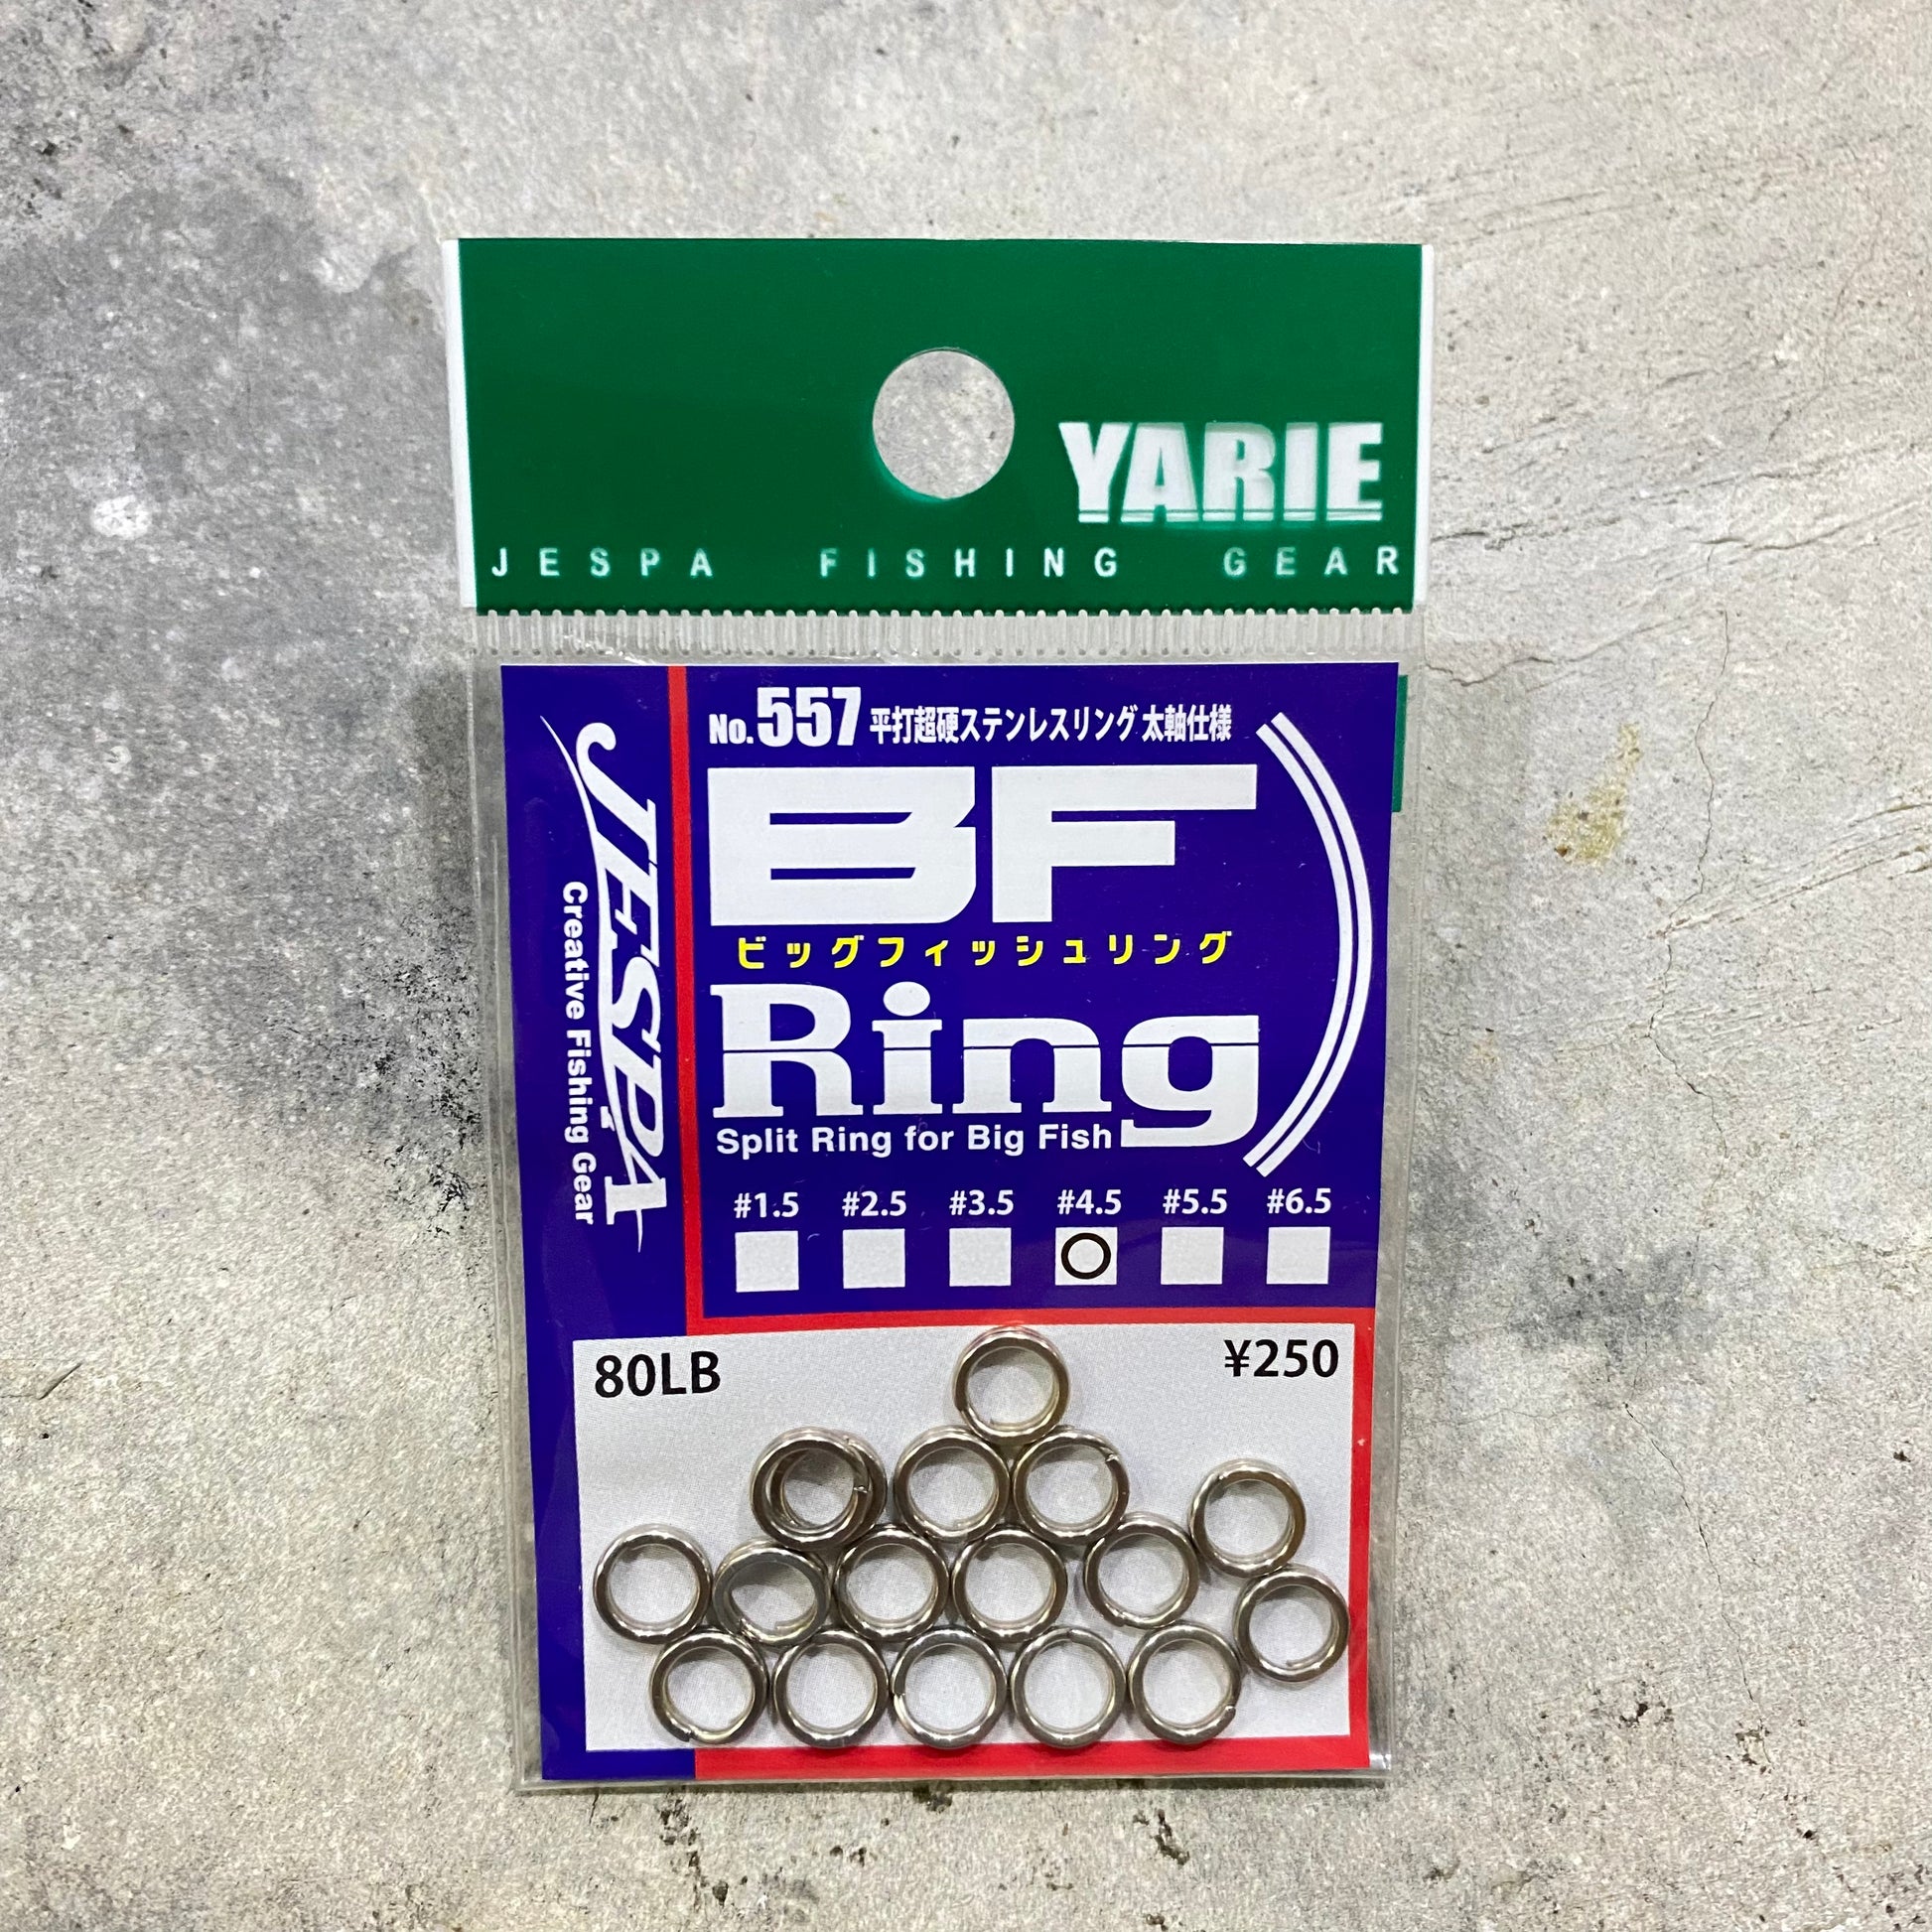 YARIE
JESPA FISHING GEAR
No.557 平打超硬ステンレスリング 太軸仕様
BF
ビッグフィッシュリング
Ring
Split Ring for Big Fish
JESPA
Creative Fishing Gear
#1.5 #2.5 #3.5 #4.5 #5.5 #6.5
80LB ¥250